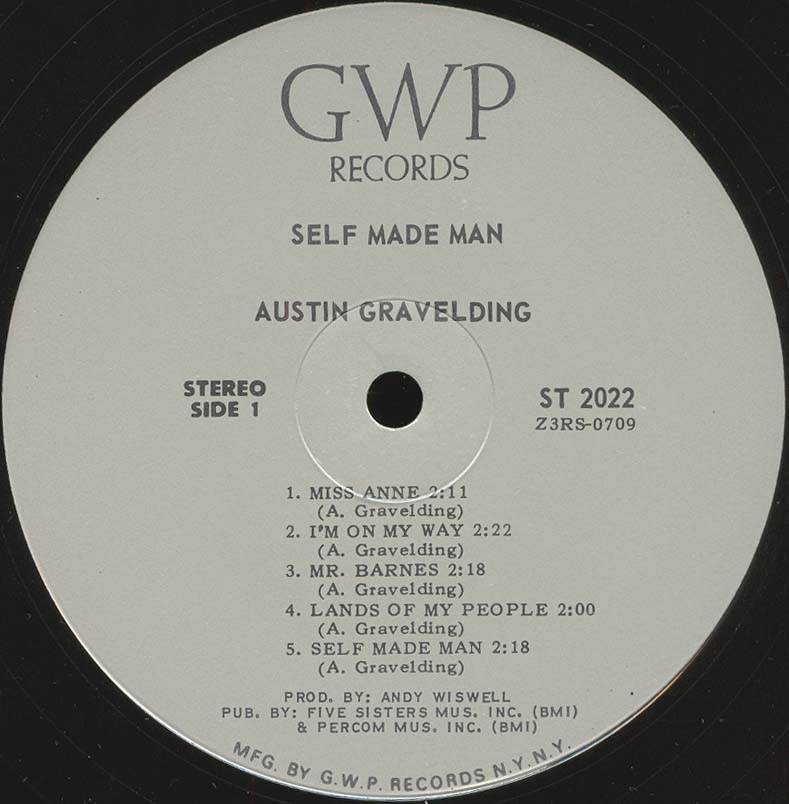 GWP
RECORDS
SELF MADE MAN
AUSTIN GRAVELDING
STEREO
SIDE 1
ST 2022
Z3RS-0709
1. MISS ANNE 2:11
(A. Gravelding)
2. I'M ON MY WAY 2:22
(A. Gravelding)
3. MR. BARNES 2:18
(A. Gravelding)
4. LANDS OF MY PEOPLE 2:00
(A. Gravelding)
5. SELF MADE MAN 2:18
(A. Gravelding)
PROD. BY: ANDY WISWELL
PUB. BY: FIVE SISTERS MUS. INC. (BMI)
& PERCOM MUS. INC. (BMI)
MFG. BY G.W.P. RECORDS N.Y.N.Y.